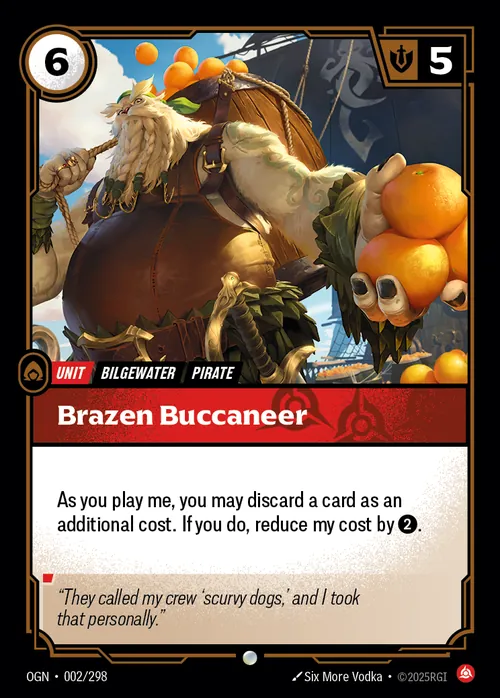 6
5
UNIT BILGEWATER PIRATE
Brazen Buccaneer
As you play me, you may discard a card as an
additional cost. If you do, reduce my cost by 2.
“They called my crew ‘scurvy dogs,’ and I took
that personally.”
OGN • 002/298 Six More Vodka • ©2025RGI